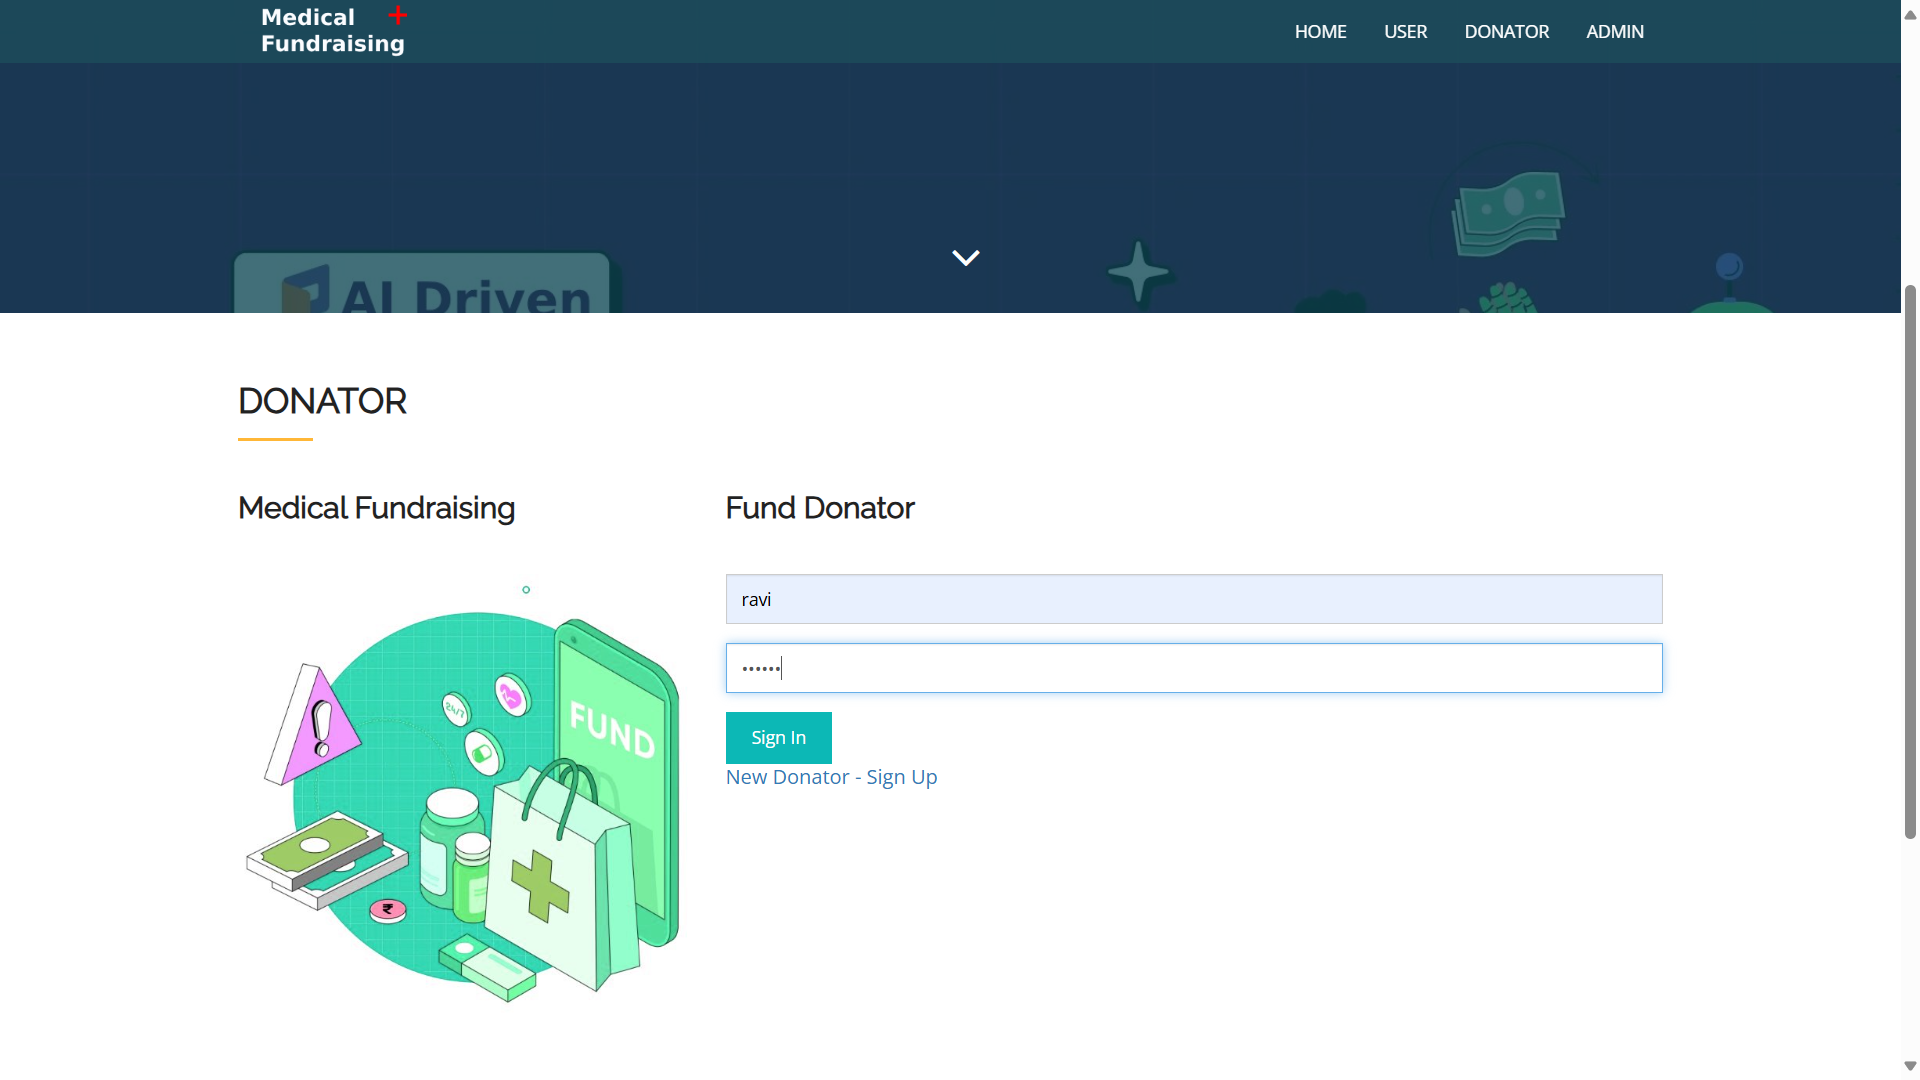 Medical +
Fundraising
HOME USER DONATOR ADMIN
AI Driven
DONATOR
Medical Fundraising
Fund Donator
24/7
FUND
₹
ravi
••••••
Sign In
New Donator - Sign Up